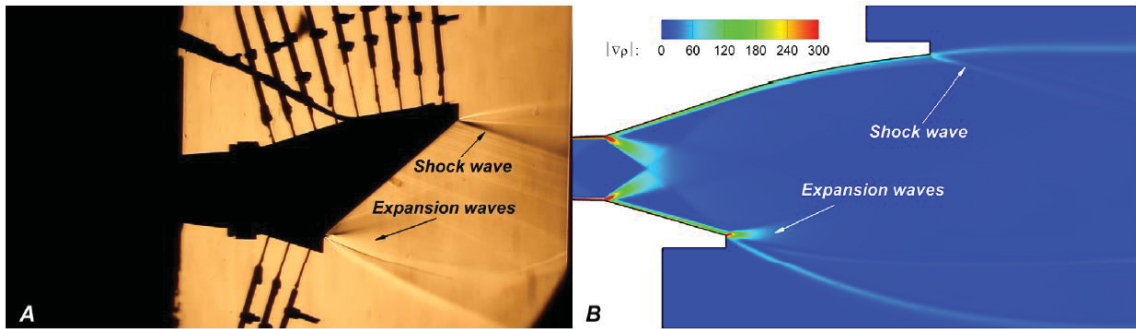 Shock wave
Expansion waves
A
|∇ρ|: 0 60 120 180 240 300
Shock wave
Expansion waves
B